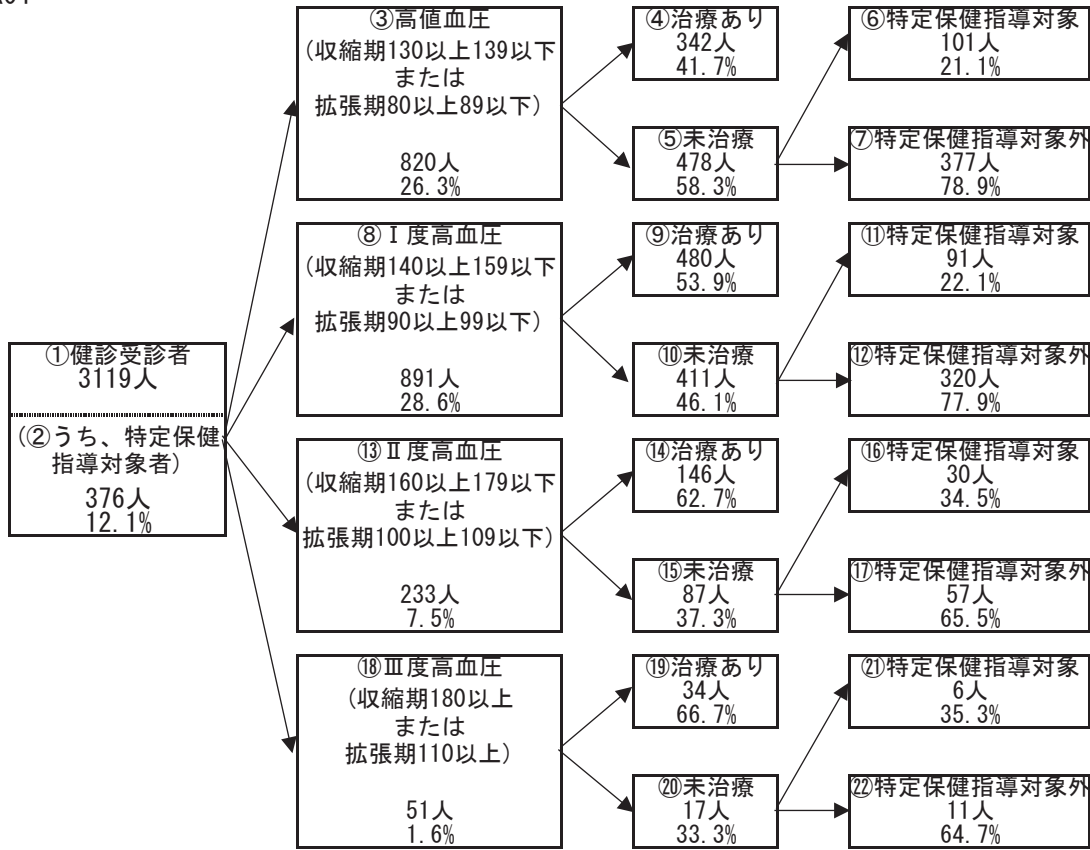 ①健診受診者
3119人
(②うち、特定保健
指導対象者)
376人
12.1%
③高値血圧
(収縮期130以上139以下
または
拡張期80以上89以下)
820人
26.3%
④治療あり
342人
41.7%
⑤未治療
478人
58.3%
⑥特定保健指導対象
101人
21.1%
⑦特定保健指導対象外
377人
78.9%
⑧Ⅰ度高血圧
(収縮期140以上159以下
または
拡張期90以上99以下)
891人
28.6%
⑨治療あり
480人
53.9%
⑩未治療
411人
46.1%
⑪特定保健指導対象
91人
22.1%
⑫特定保健指導対象外
320人
77.9%
⑬Ⅱ度高血圧
(収縮期160以上179以下
または
拡張期100以上109以下)
233人
7.5%
⑭治療あり
146人
62.7%
⑮未治療
87人
37.3%
⑯特定保健指導対象
30人
34.5%
⑰特定保健指導対象外
57人
65.5%
⑱Ⅲ度高血圧
(収縮期180以上
または
拡張期110以上)
51人
1.6%
⑲治療あり
34人
66.7%
⑳未治療
17人
33.3%
㉑特定保健指導対象
6人
35.3%
㉒特定保健指導対象外
11人
64.7%